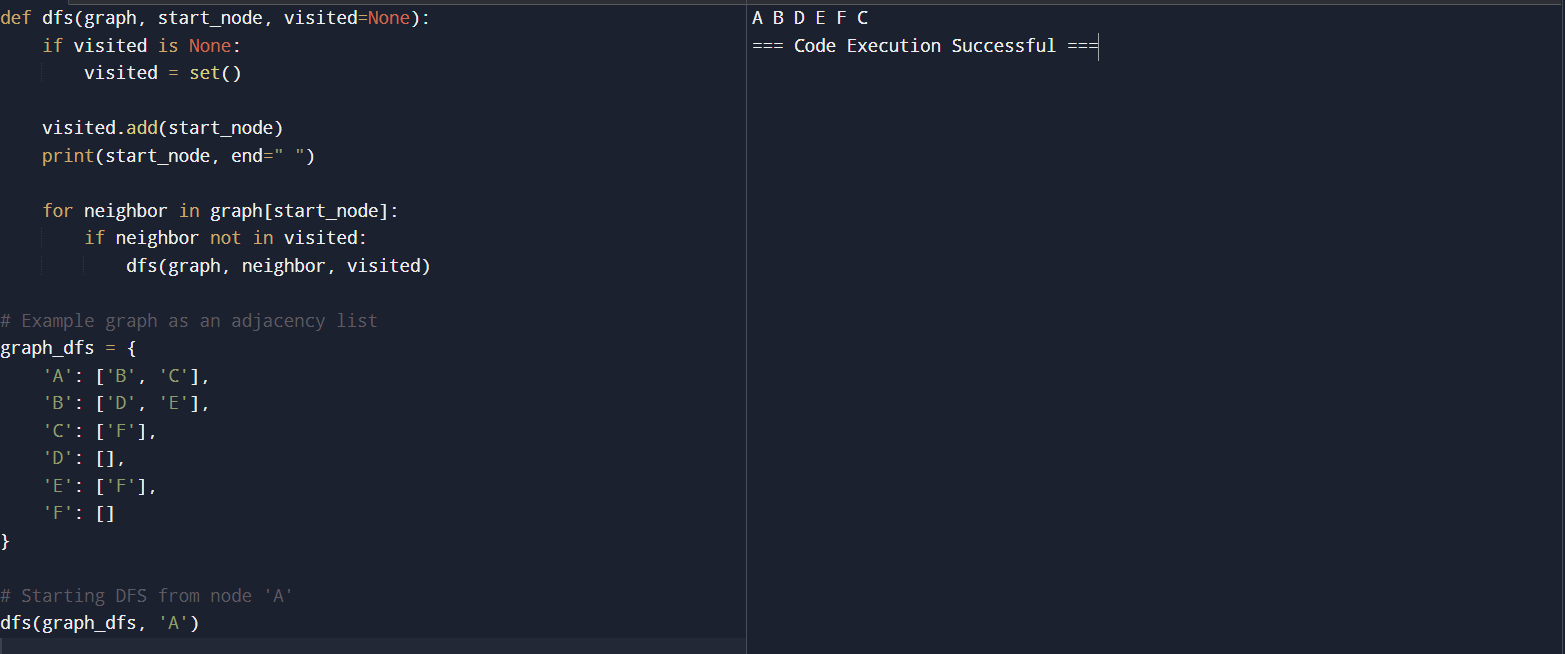 def dfs(graph, start_node, visited=None):
    if visited is None:
        visited = set()
    visited.add(start_node)
    print(start_node, end=" ")
    for neighbor in graph[start_node]:
        if neighbor not in visited:
            dfs(graph, neighbor, visited)
# Example graph as an adjacency list
graph_dfs = {
    'A': ['B', 'C'],
    'B': ['D', 'E'],
    'C': ['F'],
    'D': [],
    'E': ['F'],
    'F': []
}
# Starting DFS from node 'A'
dfs(graph_dfs, 'A')
A B D E F C
=== Code Execution Successful ===